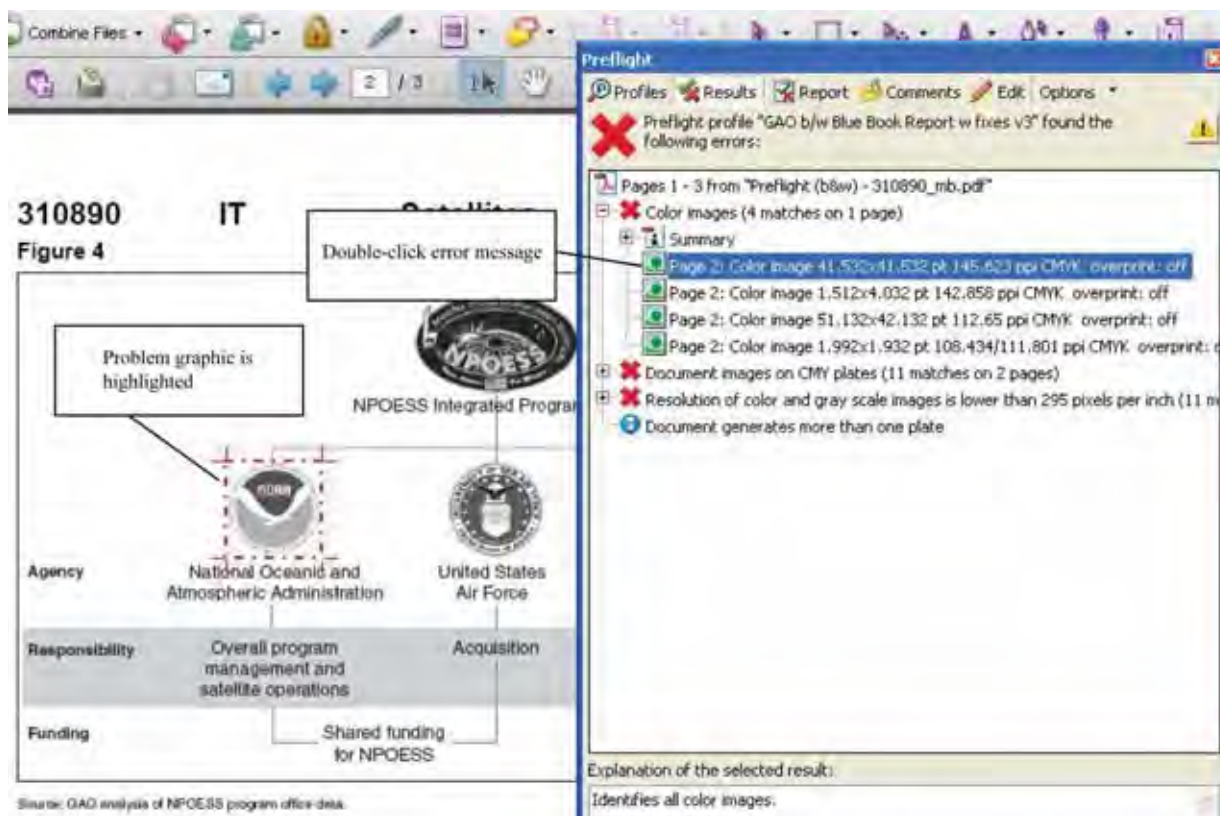 Combine Files
2 / 3
310890 IT Satellites
Figure 4
Double-click error message
Problem graphic is
highlighted
NPOESS
NPOESS Integrated Program
NOAA
Agency
National Oceanic and
Atmospheric Administration
United States
Air Force
Responsibility
Overall program
management and
satellite operations
Acquisition
Funding
Shared funding
for NPOESS
Source: GAO analysis of NPOESS program office data.
Preflight
Profiles Results Report Comments Edit Options
Preflight profile "GAO b/w Blue Book Report w fixes v3" found the
following errors:
Pages 1 - 3 from "Preflight (b&w) - 310890_mb.pdf"
Color images (4 matches on 1 page)
Summary
Page 2: Color image 41.532x41.532 pt 145.623 ppi CMYK overprint: off
Page 2: Color image 1.512x4.032 pt 142.858 ppi CMYK overprint: off
Page 2: Color image 51.132x42.132 pt 112.65 ppi CMYK overprint: off
Page 2: Color image 1.992x1.932 pt 108.434/111.801 ppi CMYK overprint: o
Document images on CMY plates (11 matches on 2 pages)
Resolution of color and gray scale images is lower than 295 pixels per inch (11 m
Document generates more than one plate
Explanation of the selected result:
Identifies all color images.